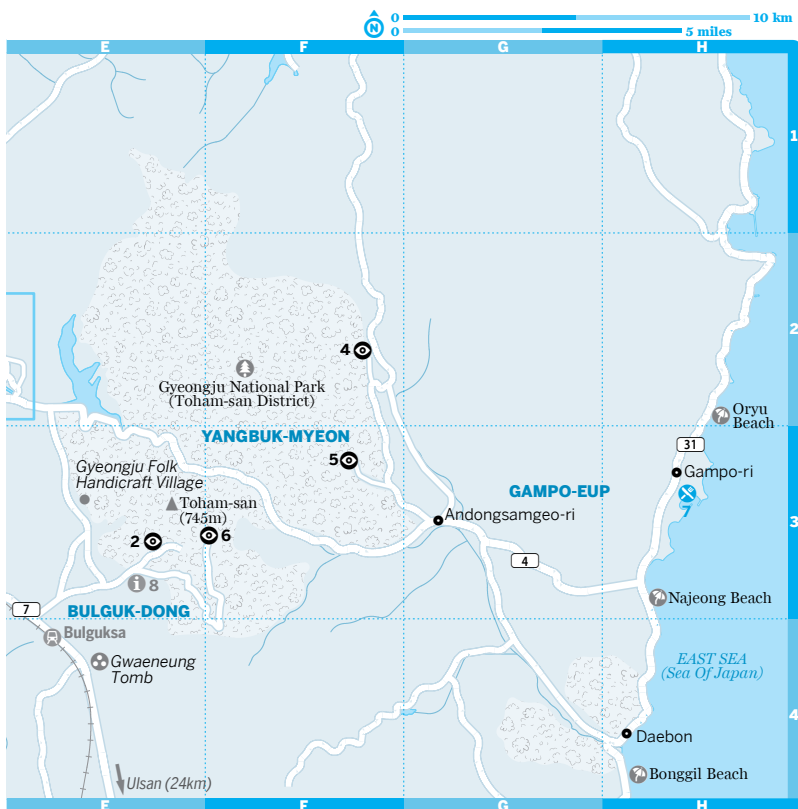 N
0
10 km
0
5 miles
E
F
G
H
1
2
3
4
4
Gyeongju National Park
(Toham-san District)
Oryu
Beach
YANGBUK-MYEON
31
5
Gyeongju Folk
Handicraft Village
Gampo-ri
GAMPO-EUP
7
Toham-san
(745m)
Andongsamgeo-ri
2
6
4
8
Najeong Beach
7
BULGUK-DONG
Bulguksa
Gwaeneung
Tomb
EAST SEA
(Sea Of Japan)
Daebon
Ulsan (24km)
Bonggil Beach
E
F
G
H